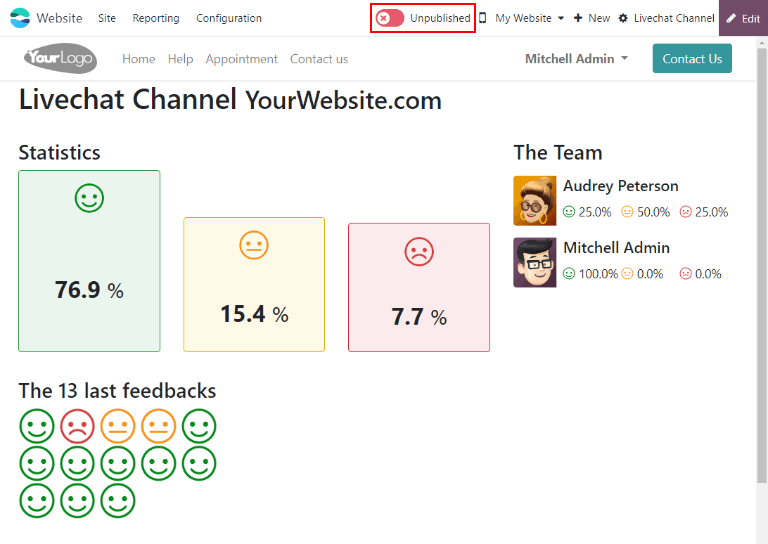 Website Site Reporting Configuration Unpublished My Website New Livechat Channel Edit
YourLogo Home Help Appointment Contact us Mitchell Admin Contact Us
Livechat Channel YourWebsite.com
Statistics
76.9 %
15.4 %
7.7 %
The Team
Audrey Peterson
25.0% 50.0% 25.0%
Mitchell Admin
100.0% 0.0% 0.0%
The 13 last feedbacks